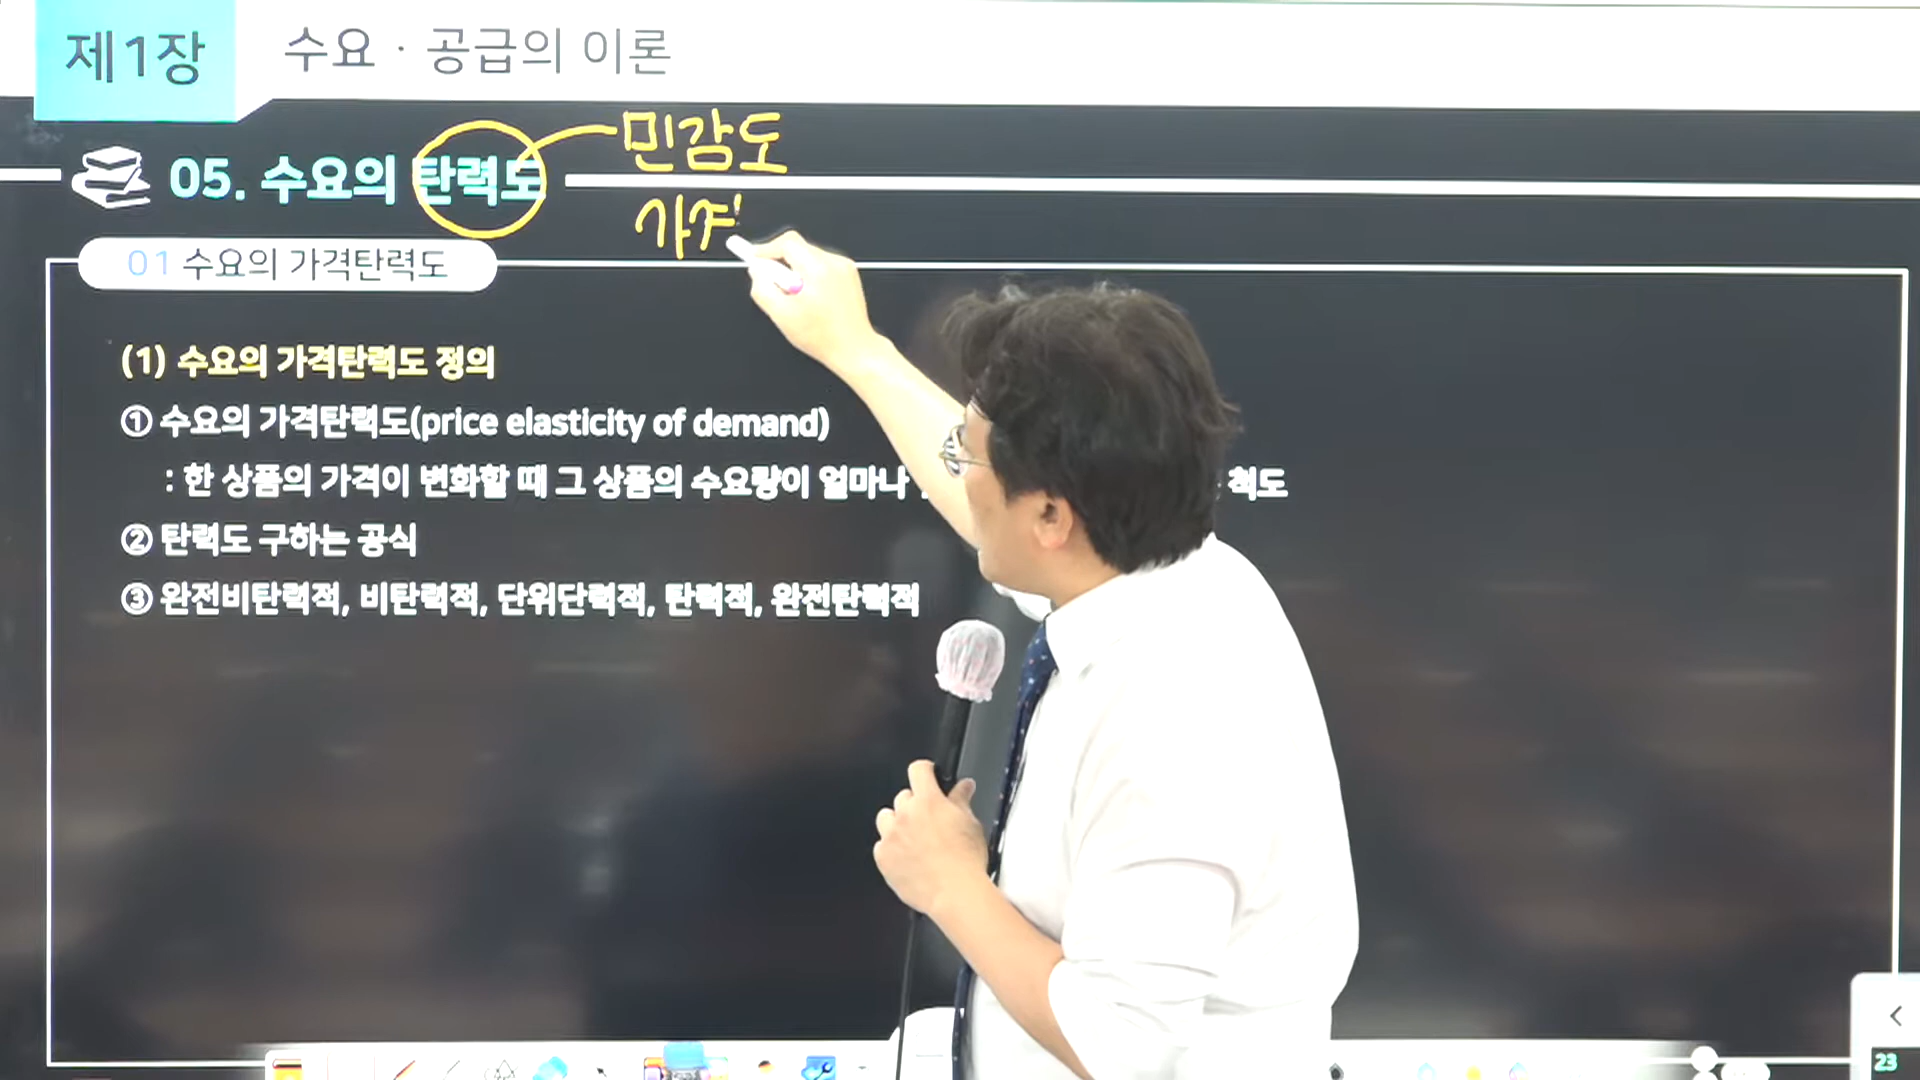 제1장 수요 · 공급의 이론
민감도
05. 수요의 탄력도
01 수요의 가격탄력도
(1) 수요의 가격탄력도 정의
① 수요의 가격탄력도(price elasticity of demand)
: 한 상품의 가격이 변화할 때 그 상품의 수요량이 얼마나 척도
② 탄력도 구하는 공식
③ 완전비탄력적, 비탄력적, 단위탄력적, 탄력적, 완전탄력적
23